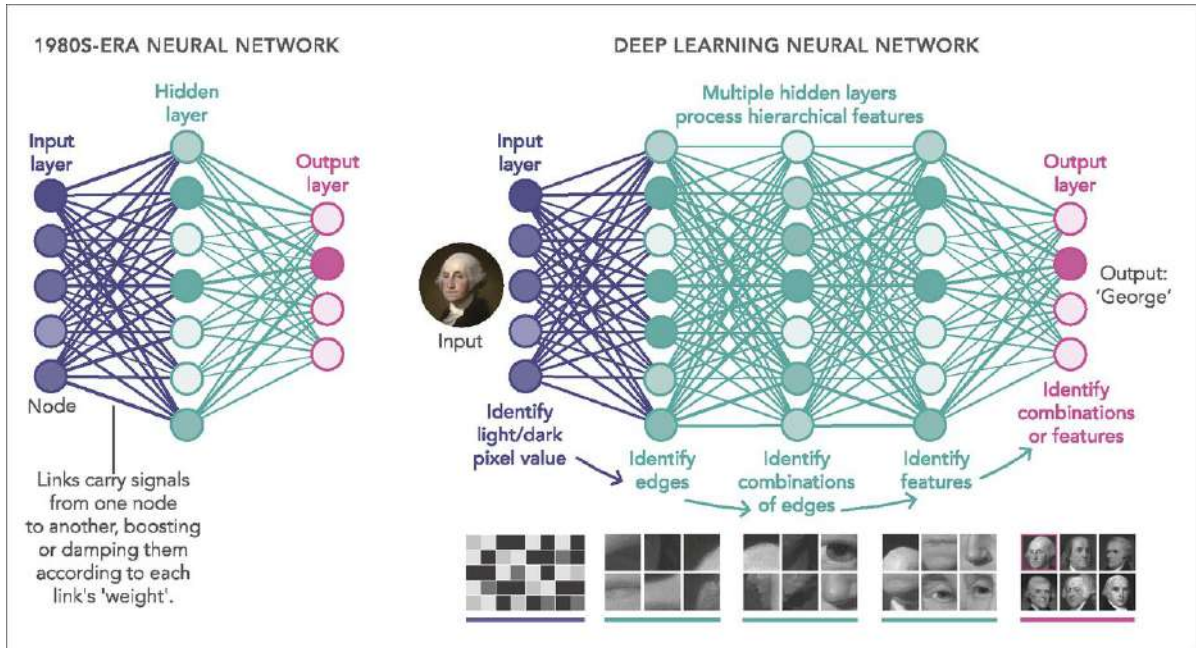 1980S-ERA NEURAL NETWORK
Hidden
layer
Input
layer
Output
layer
Node
Links carry signals
from one node
to another, boosting
or damping them
according to each
link's 'weight'.
DEEP LEARNING NEURAL NETWORK
Multiple hidden layers
process hierarchical features
Input
layer
Output
layer
Input
Output:
'George'
Identify
light/dark
pixel value
Identify
edges
Identify
combinations
of edges
Identify
features
Identify
combinations
or features